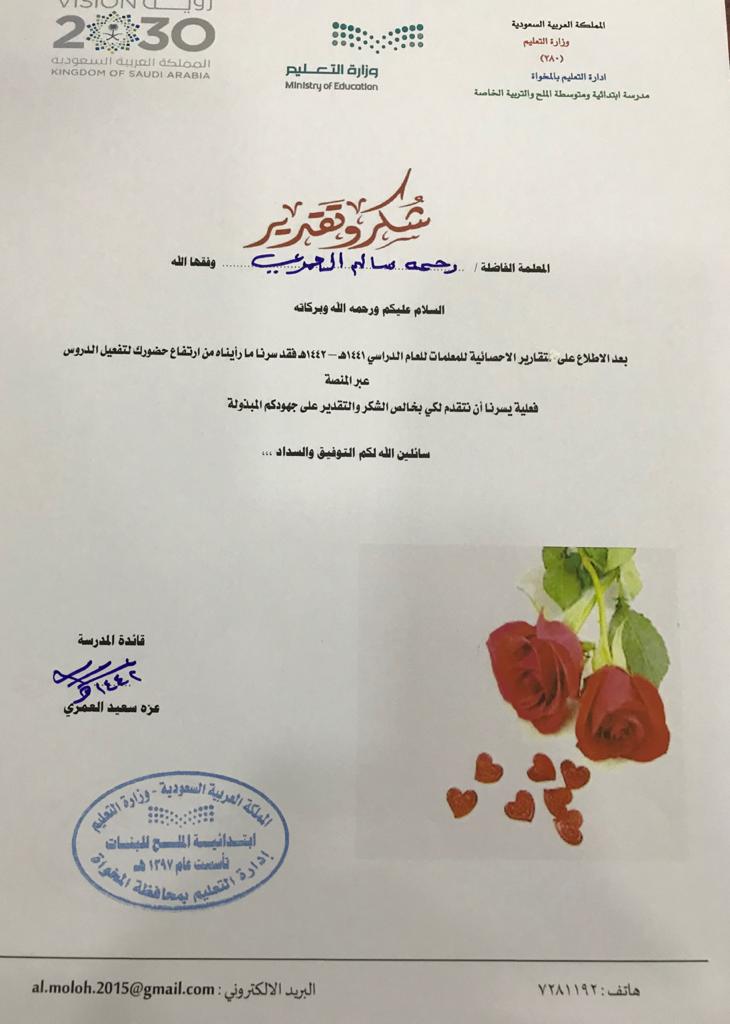 المملكة العربية السعودية
وزارة التعليم
(٢٨٠)
ادارة التعليم بالمخواة
مدرسة ابتدائية ومتوسطة الملح والتربية الخاصة
وزارة التعليم
Ministry of Education
رؤيـة VISION
2030
المملكة العربية السعودية
KINGDOM OF SAUDI ARABIA
شكر وتقدير
المعلمة الفاضلة / رحمه سالم العمري وفقها الله
السلام عليكم ورحمه الله وبركاته
بعد الاطلاع على تقارير الاحصائية للمعلمات للعام الدراسي ١٤٤١هـ – ١٤٤٢هـ فقد سرنا ما رأيناه من ارتفاع حضورك لتفعيل الدروس
عبر المنصة
فعلية يسرنا أن نتقدم لكي بخالص الشكر والتقدير على جهودكم المبذولة
سائلين الله لكم التوفيق والسداد ،،،
قائدة المدرسة
١٤٤٢
عزه سعيد العمري
المملكة العربية السعودية - وزارة التعليم
ابتدائية الملح للبنات
تأسست عام ١٣٩٧ هـ
إدارة التعليم بمحافظة المخواة
هاتف : ٧٢٨١١٩٢
البريد الالكتروني : al.moloh.2015@gmail.com